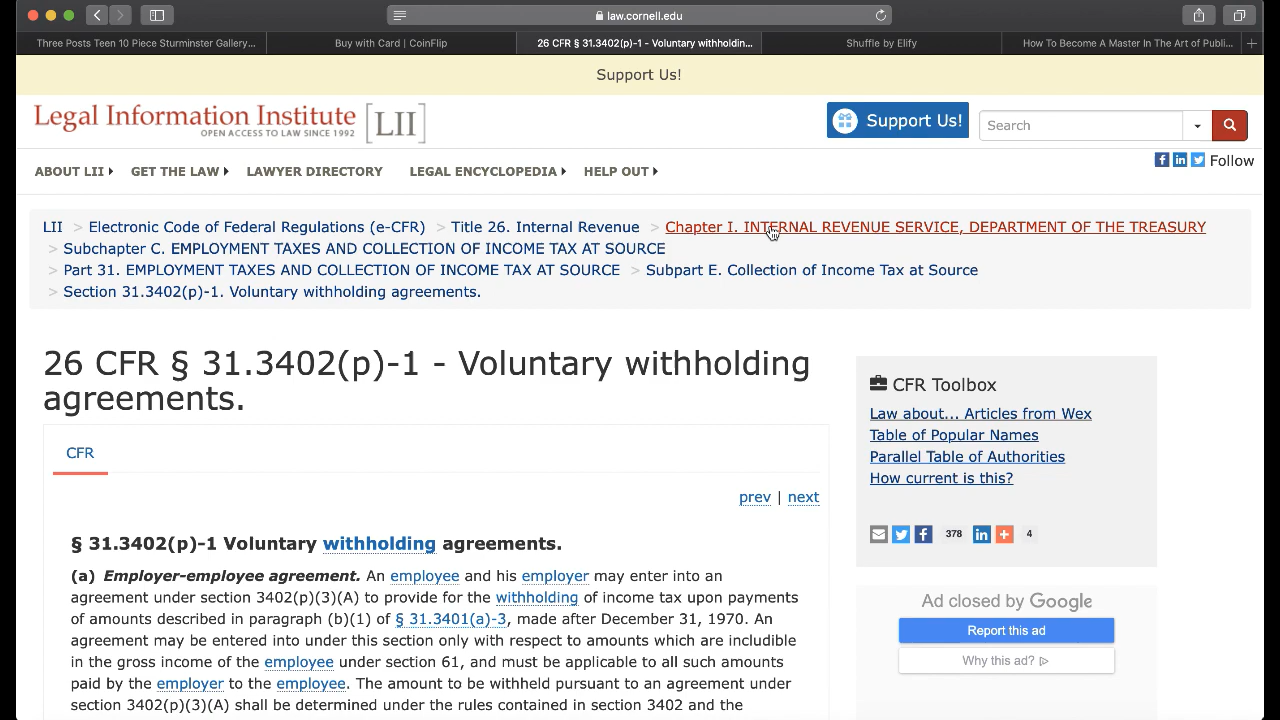 law.cornell.edu
Three Posts Teen 10 Piece Sturminster Gallery...
Buy with Card | CoinFlip
26 CFR § 31.3402(p)-1 - Voluntary withholdin...
Shuffle by Elify
How To Become A Master In The Art of Publi...
Support Us!
Legal Information Institute [LII]
OPEN ACCESS TO LAW SINCE 1992
Support Us!
Search
ABOUT LII
GET THE LAW
LAWYER DIRECTORY
LEGAL ENCYCLOPEDIA
HELP OUT
Follow
LII > Electronic Code of Federal Regulations (e-CFR) > Title 26. Internal Revenue > Chapter I. INTERNAL REVENUE SERVICE, DEPARTMENT OF THE TREASURY
> Subchapter C. EMPLOYMENT TAXES AND COLLECTION OF INCOME TAX AT SOURCE
> Part 31. EMPLOYMENT TAXES AND COLLECTION OF INCOME TAX AT SOURCE > Subpart E. Collection of Income Tax at Source
> Section 31.3402(p)-1. Voluntary withholding agreements.
26 CFR § 31.3402(p)-1 - Voluntary withholding
agreements.
CFR
prev | next
§ 31.3402(p)-1 Voluntary withholding agreements.
(a) Employer-employee agreement. An employee and his employer may enter into an
agreement under section 3402(p)(3)(A) to provide for the withholding of income tax upon payments
of amounts described in paragraph (b)(1) of § 31.3401(a)-3, made after December 31, 1970. An
agreement may be entered into under this section only with respect to amounts which are includible
in the gross income of the employee under section 61, and must be applicable to all such amounts
paid by the employer to the employee. The amount to be withheld pursuant to an agreement under
section 3402(p)(3)(A) shall be determined under the rules contained in section 3402 and the
CFR Toolbox
Law about... Articles from Wex
Table of Popular Names
Parallel Table of Authorities
How current is this?
378
4
Ad closed by Google
Report this ad
Why this ad?